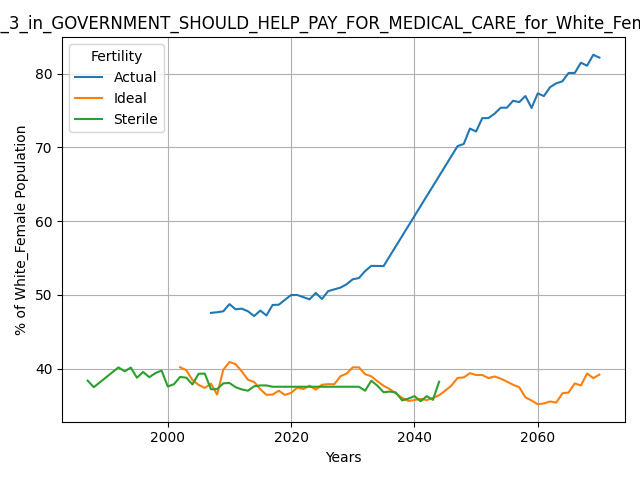 _3_in_GOVERNMENT_SHOULD_HELP_PAY_FOR_MEDICAL_CARE_for_White_Fem
Fertility
Actual
Ideal
Sterile
% of White_Female Population
80
70
60
50
40
2000
2020
2040
2060
Years